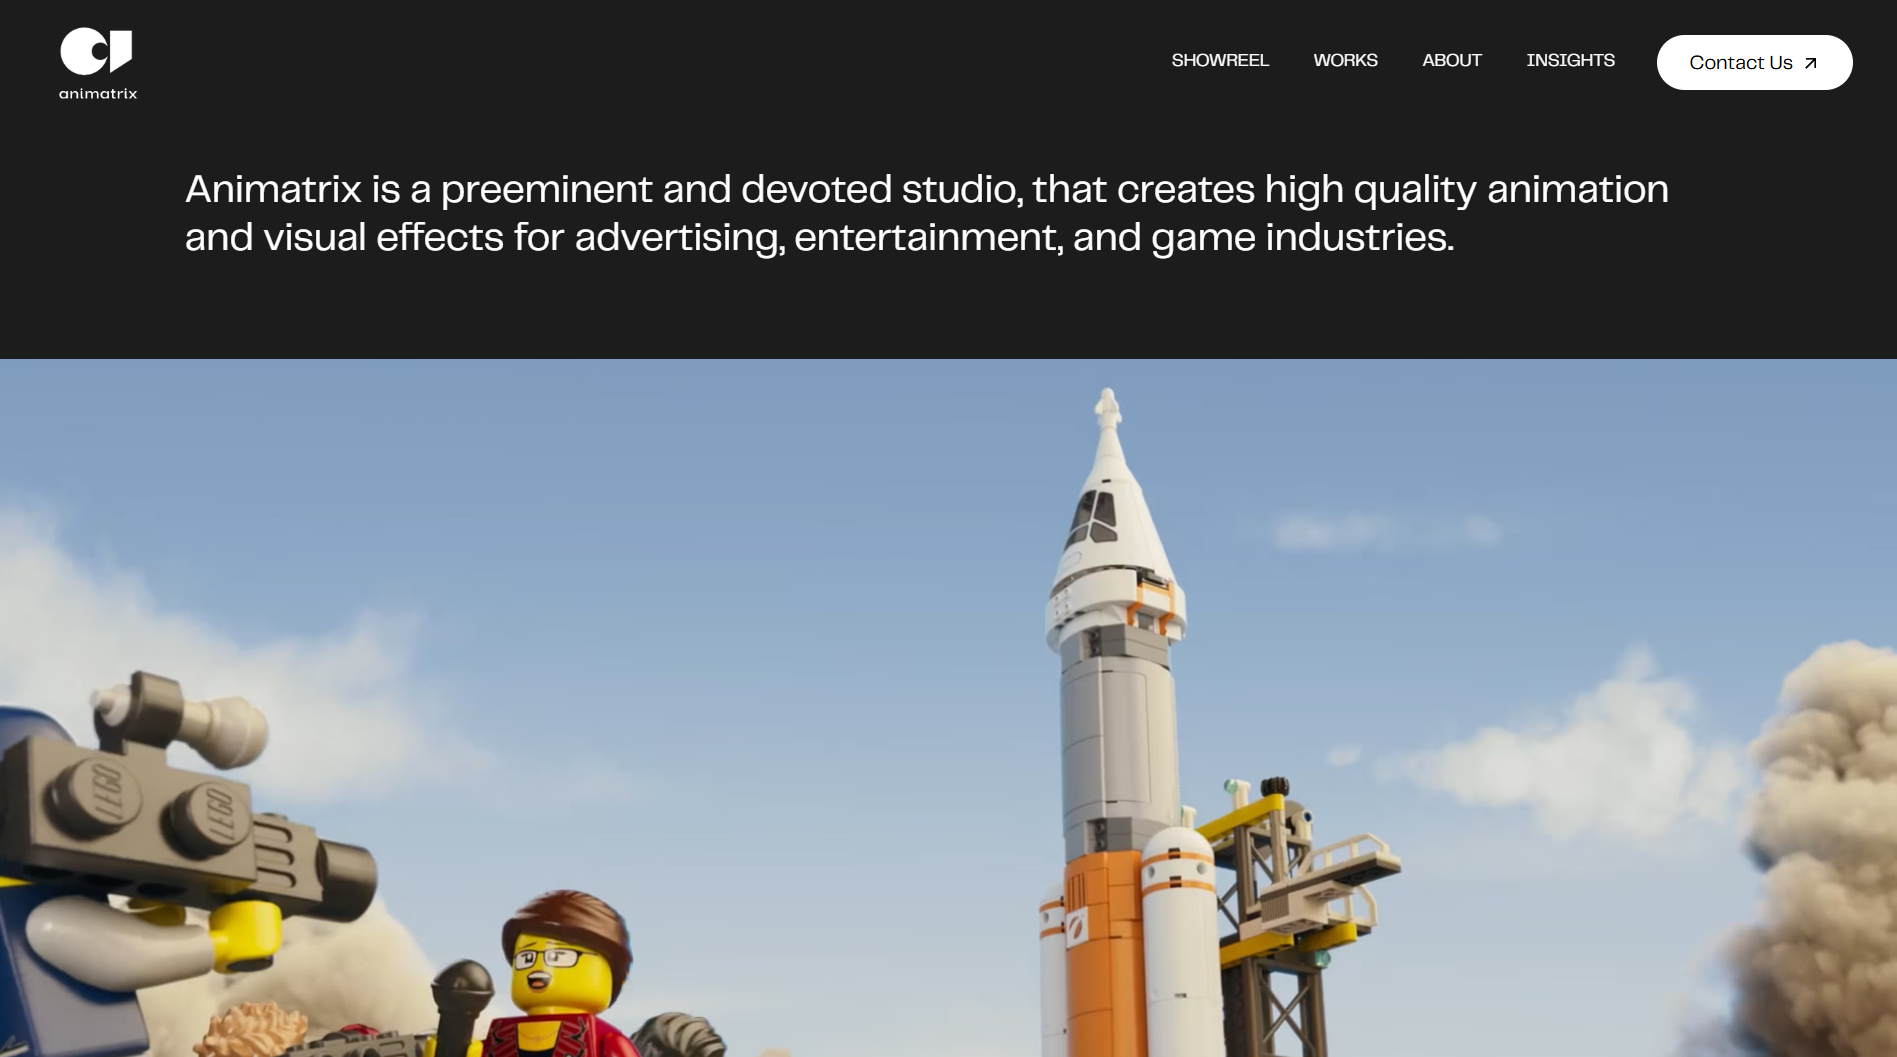 animatrix
SHOWREEL
WORKS
ABOUT
INSIGHTS
Contact Us
Animatrix is a preeminent and devoted studio, that creates high quality animation
and visual effects for advertising, entertainment, and game industries.
LEGO
LEGO